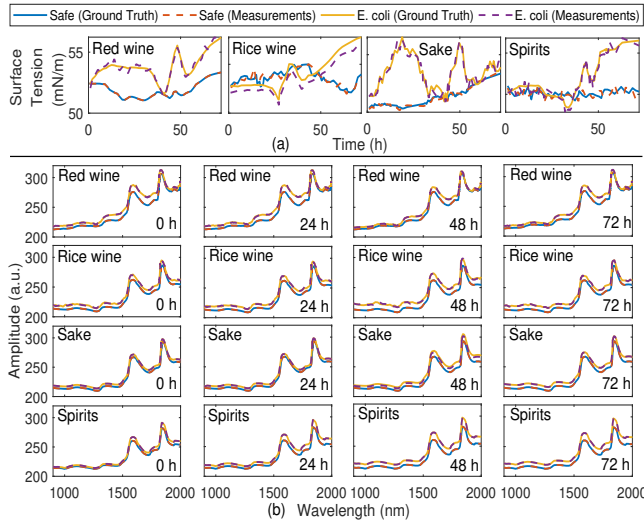 Safe (Ground Truth) Safe (Measurements) E. coli (Ground Truth) E. coli (Measurements)
Surface Tension (mN/m)
55
50
Red wine Rice wine Sake Spirits
0 50 0 50 0 50 0 50
Time (h)
(a)
Amplitude (a.u.)
300 Red wine Red wine Red wine Red wine
250
200 0 h 24 h 48 h 72 h
300 Rice wine Rice wine Rice wine Rice wine
250
200 0 h 24 h 48 h 72 h
300 Sake Sake Sake Sake
250
200 0 h 24 h 48 h 72 h
300 Spirits Spirits Spirits Spirits
250
200 0 h 24 h 48 h 72 h
1000 1500 2000 1000 1500 2000 1000 1500 2000 1000 1500 2000
(b) Wavelength (nm)